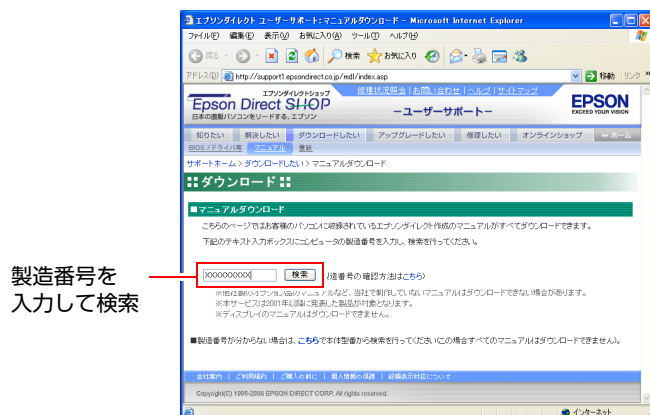 エプソンダイレクト ユーザーサポート:マニュアルダウンロード - Microsoft Internet Explorer
ファイル(F) 編集(E) 表示(V) お気に入り(A) ツール(T) ヘルプ(H)
戻る 検索 お気に入り
アドレス(D) http://support1.epsondirect.co.jp/mdl/index.asp 移動 リンク »
エプソンダイレクトショップ
Epson Direct SHOP
日本の直販パソコンをリードする、エプソン
修理状況照会 | お問い合わせ | ヘルプ | サイトマップ
-ユーザーサポート-
EPSON
EXCEED YOUR VISION
知りたい 解決したい ダウンロードしたい アップグレードしたい 修理したい オンラインショップ ホームへ
BIOS / ドライバ等 マニュアル 壁紙
サポートホーム > ダウンロードしたい > マニュアルダウンロード
ダウンロード
■マニュアルダウンロード
こちらのページではお客様のパソコンに収録されているエプソンダイレクト作成のマニュアルがすべてダウンロードできます。
下記のテキスト入力ボックスにコンピュータの製造番号を入力し、検索を行ってください。
XXXXXXXXXX 検索 造番号の確認方法はこちら)
製造番号を
入力して検索
※他社製のオプション品のマニュアルなど、当社で制作していないマニュアルはダウンロードできない場合があります。
※本サービスは2001年以降に発表した製品が対象となります。
※ディスプレイのマニュアルはダウンロードできません。
■製造番号が分からない場合は、こちらで本体型番から検索を行ってください(この場合すべてのマニュアルはダウンロードできません)。
会社案内 | ご利用規約 | ご購入の前に | 個人情報の保護 | 総額表示対応について
Copyright(C) 1995-2006 EPSON DIRECT CORP. All rights reserved.
インターネット